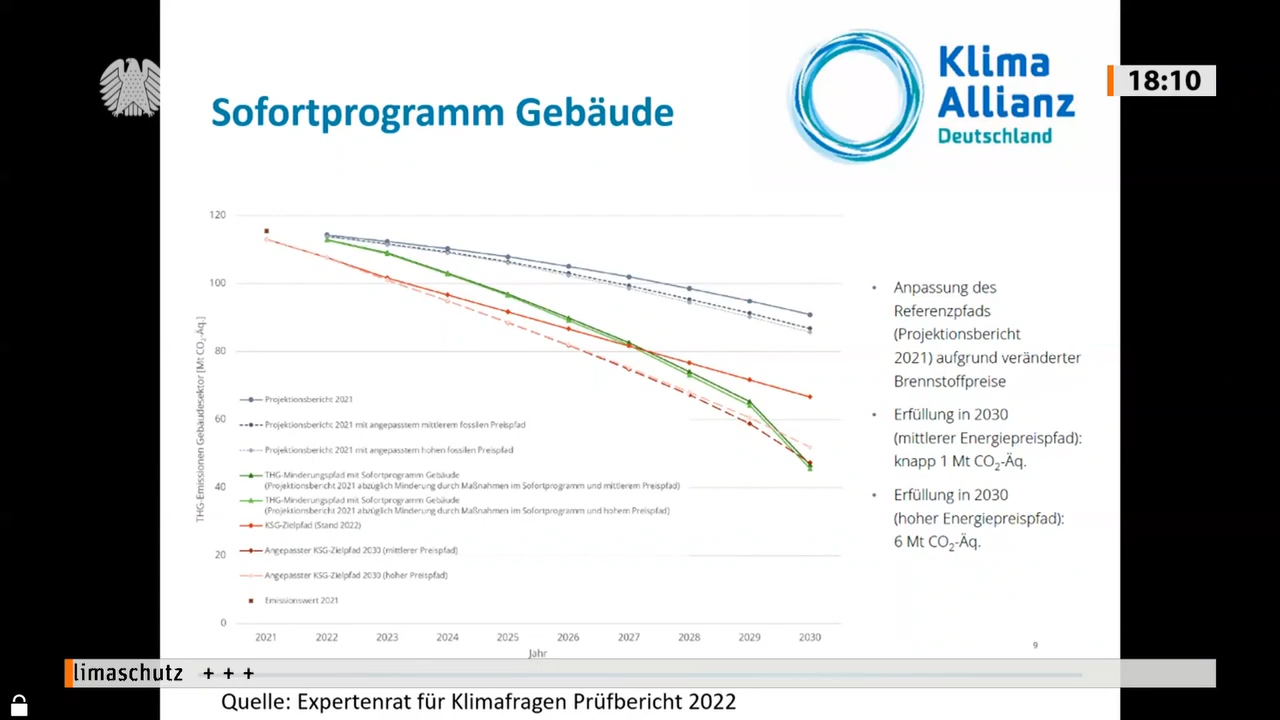 Klima
Allianz
Deutschland
18:10
Sofortprogramm Gebäude
120
100
80
60
40
20
0
THG-Emissionen Gebäudesektor [Mt CO₂-Äq.]
Projektionsbericht 2021
Projektionsbericht 2021 mit angepasstem mittlerem fossilen Preispfad
Projektionsbericht 2021 mit angepasstem hohen fossilen Preispfad
THG-Minderungspfad mit Sofortprogramm Gebäude
(Projektionsbericht 2021 abzüglich Minderung durch Maßnahmen im Sofortprogramm und mittlerem Preispfad)
THG-Minderungspfad mit Sofortprogramm Gebäude
(Projektionsbericht 2021 abzüglich Minderung durch Maßnahmen im Sofortprogramm und hohem Preispfad)
KSG-Zielpfad (Stand 2022)
Angepasster KSG-Zielpfad 2030 (mittlerer Preispfad)
Angepasster KSG-Zielpfad 2030 (hoher Preispfad)
Emissionswert 2021
2021 2022 2023 2024 2025 2026 2027 2028 2029 2030
Jahr
• Anpassung des
Referenzpfads
(Projektionsbericht
2021) aufgrund veränderter
Brennstoffpreise
• Erfüllung in 2030
(mittlerer Energiepreispfad):
knapp 1 Mt CO₂-Äq.
• Erfüllung in 2030
(hoher Energiepreispfad):
6 Mt CO₂-Äq.
9
limaschutz + + +
Quelle: Expertenrat für Klimafragen Prüfbericht 2022